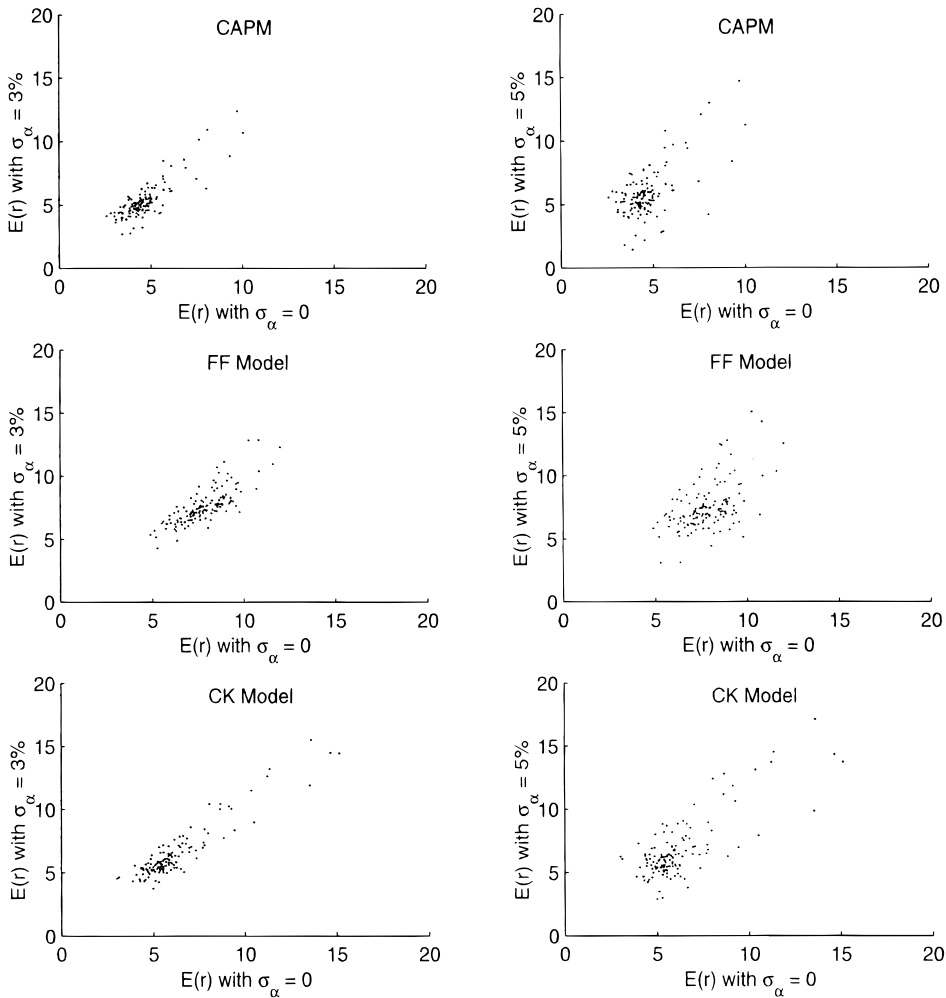 CAPM
20
15
10
5
0
E(r) with σα = 3%
0 5 10 15 20
E(r) with σα = 0
CAPM
20
15
10
5
0
E(r) with σα = 5%
0 5 10 15 20
E(r) with σα = 0
FF Model
20
15
10
5
0
E(r) with σα = 3%
0 5 10 15 20
E(r) with σα = 0
FF Model
20
15
10
5
0
E(r) with σα = 5%
0 5 10 15 20
E(r) with σα = 0
CK Model
20
15
10
5
0
E(r) with σα = 3%
0 5 10 15 20
E(r) with σα = 0
CK Model
20
15
10
5
0
E(r) with σα = 5%
0 5 10 15 20
E(r) with σα = 0